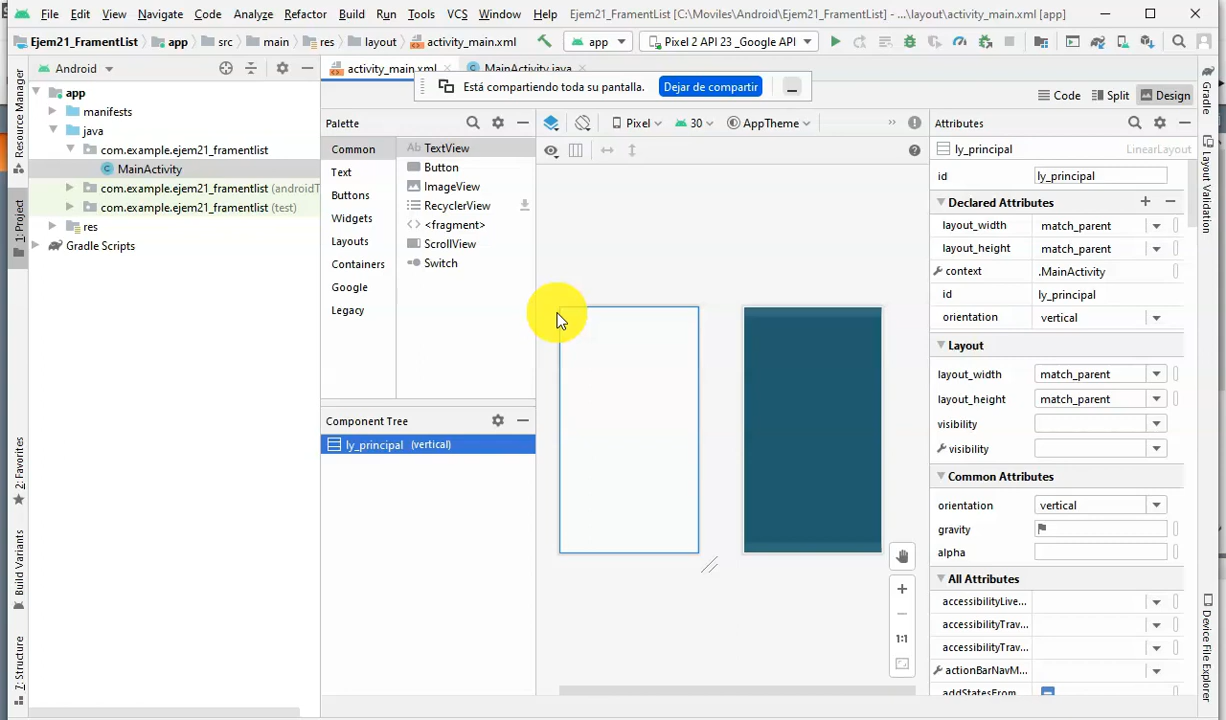 File Edit View Navigate Code Analyze Refactor Build Run Tools VCS Window Help Ejem21_FramentList [C:\Moviles\Android\Ejem21_FramentList] - ...\layout\activity_main.xml [app]
Ejem21_FramentList app src main res layout activity_main.xml app Pixel 2 API 23 _Google API
Android activity_main.xml MainActivity.java
Está compartiendo toda su pantalla. Dejar de compartir
Code Split Design
app
manifests
java
com.example.ejem21_framentlist
MainActivity
com.example.ejem21_framentlist (androidT
com.example.ejem21_framentlist (test)
res
Gradle Scripts
Resource Manager
1: Project
2: Favorites
Build Variants
7: Structure
Palette
Common
Text
Buttons
Widgets
Layouts
Containers
Google
Legacy
Ab TextView
Button
ImageView
RecyclerView
<> <fragment>
ScrollView
Switch
Component Tree
ly_principal (vertical)
Pixel 30 AppTheme »
1:1
Attributes
ly_principal LinearLayout
id ly_principal
Declared Attributes
layout_width match_parent
layout_height match_parent
context .MainActivity
id ly_principal
orientation vertical
Layout
layout_width match_parent
layout_height match_parent
visibility
visibility
Common Attributes
orientation vertical
gravity
alpha
All Attributes
accessibilityLive...
accessibilityTrav...
accessibilityTrav...
actionBarNavM...
addStatesFrom
Gradle
Layout Validation
Device File Explorer